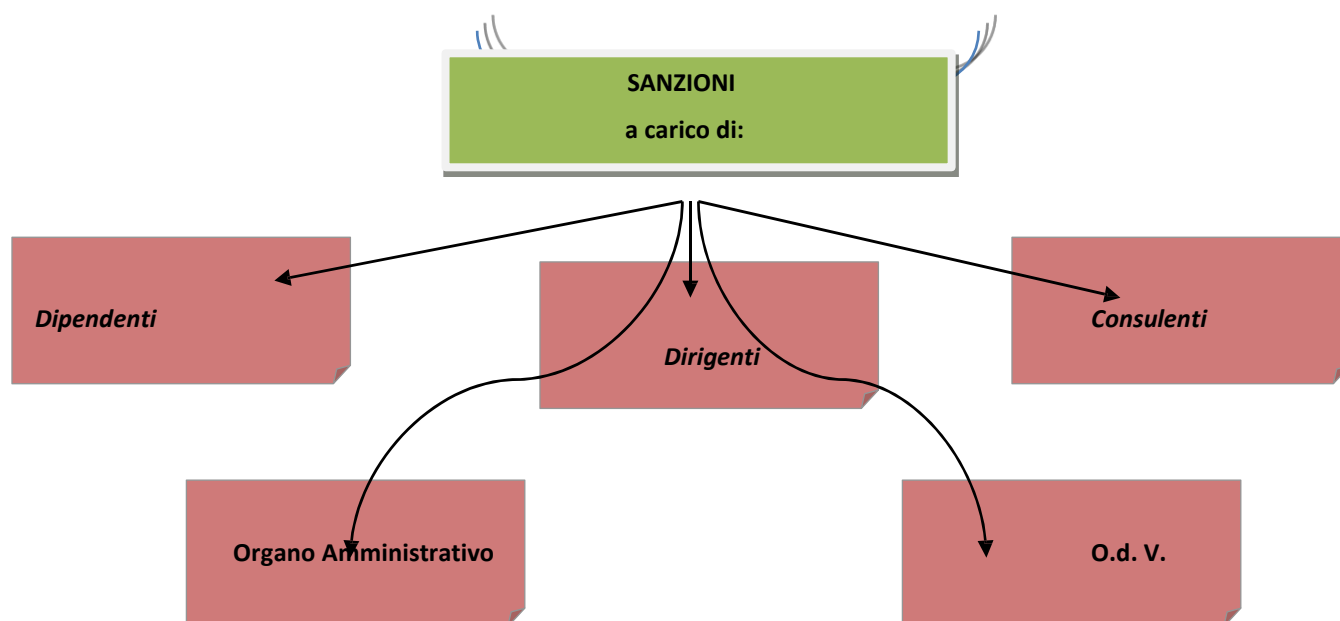 SANZIONI
a carico di:
Dipendenti
Dirigenti
Consulenti
Organo Amministrativo
O.d. V.